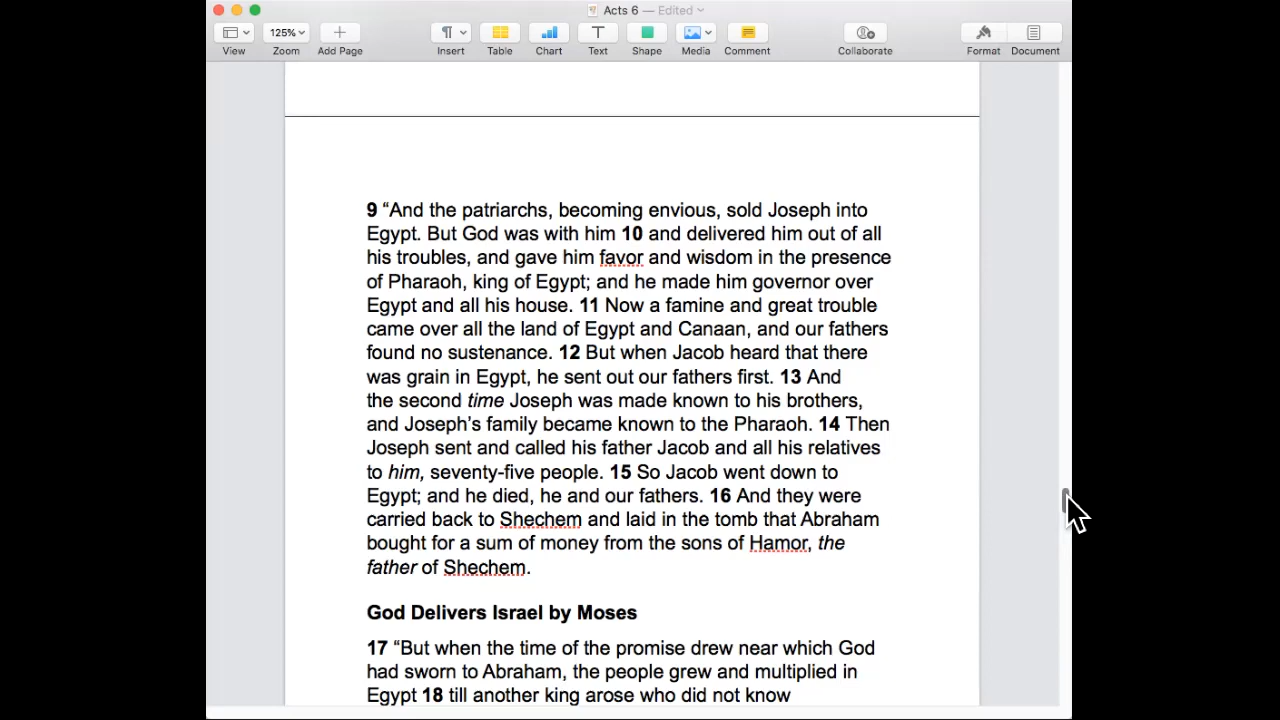 Acts 6 — Edited
125%
View
Zoom
Add Page
Insert
Table
Chart
Text
Shape
Media
Comment
Collaborate
Format
Document
9 “And the patriarchs, becoming envious, sold Joseph into
Egypt. But God was with him 10 and delivered him out of all
his troubles, and gave him favor and wisdom in the presence
of Pharaoh, king of Egypt; and he made him governor over
Egypt and all his house. 11 Now a famine and great trouble
came over all the land of Egypt and Canaan, and our fathers
found no sustenance. 12 But when Jacob heard that there
was grain in Egypt, he sent out our fathers first. 13 And
the second time Joseph was made known to his brothers,
and Joseph’s family became known to the Pharaoh. 14 Then
Joseph sent and called his father Jacob and all his relatives
to him, seventy-five people. 15 So Jacob went down to
Egypt; and he died, he and our fathers. 16 And they were
carried back to Shechem and laid in the tomb that Abraham
bought for a sum of money from the sons of Hamor, the
father of Shechem.
God Delivers Israel by Moses
17 “But when the time of the promise drew near which God
had sworn to Abraham, the people grew and multiplied in
Egypt 18 till another king arose who did not know